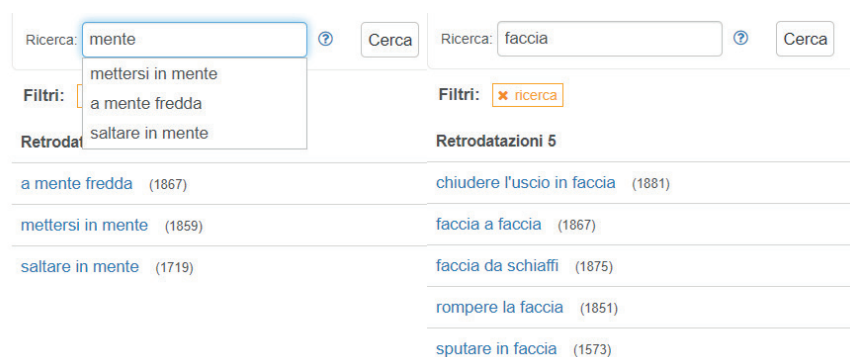 Ricerca: mente Cerca
mettersi in mente
a mente fredda
saltare in mente
Filtri:
Retrodat
a mente fredda (1867)
mettersi in mente (1859)
saltare in mente (1719)
Ricerca: faccia Cerca
Filtri: ricerca
Retrodatazioni 5
chiudere l'uscio in faccia (1881)
faccia a faccia (1867)
faccia da schiaffi (1875)
rompere la faccia (1851)
sputare in faccia (1573)